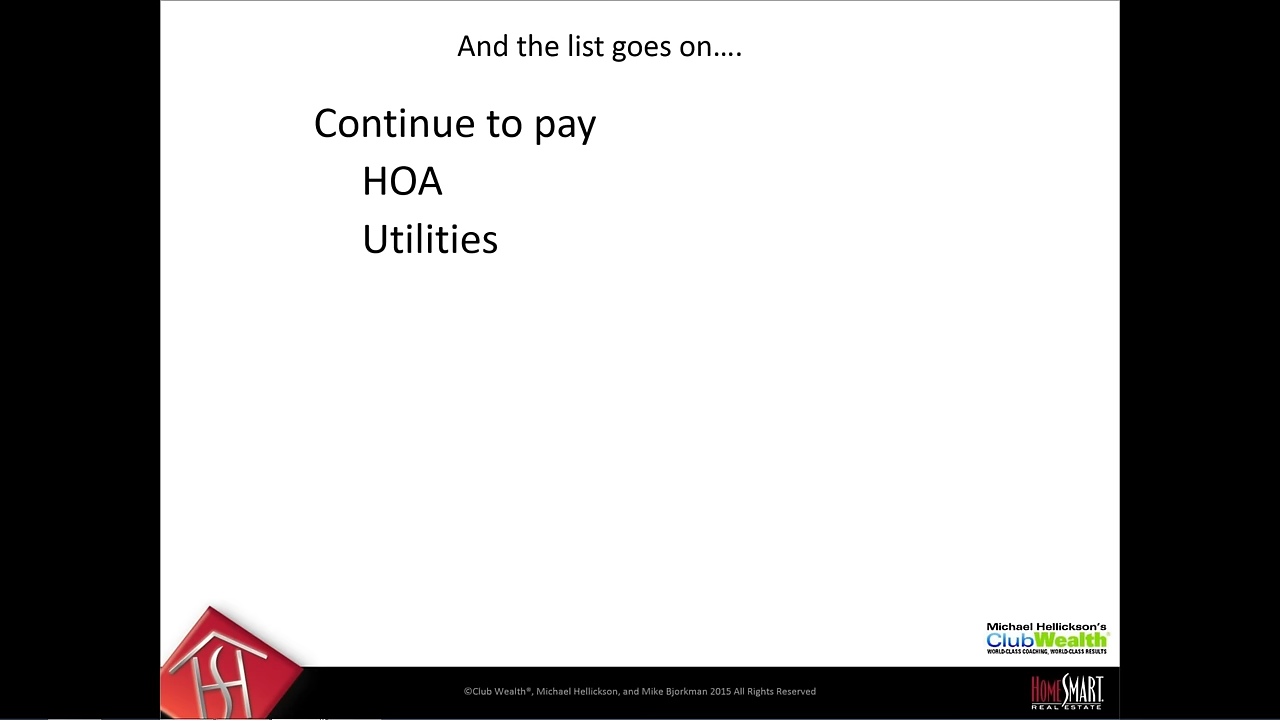 And the list goes on....
Continue to pay
HOA
Utilities
Michael Hellickson's
ClubWealth®
WORLD-CLASS COACHING, WORLD-CLASS RESULTS
©Club Wealth®, Michael Hellickson, and Mike Bjorkman 2015 All Rights Reserved
HOMESMART.
REAL ESTATE